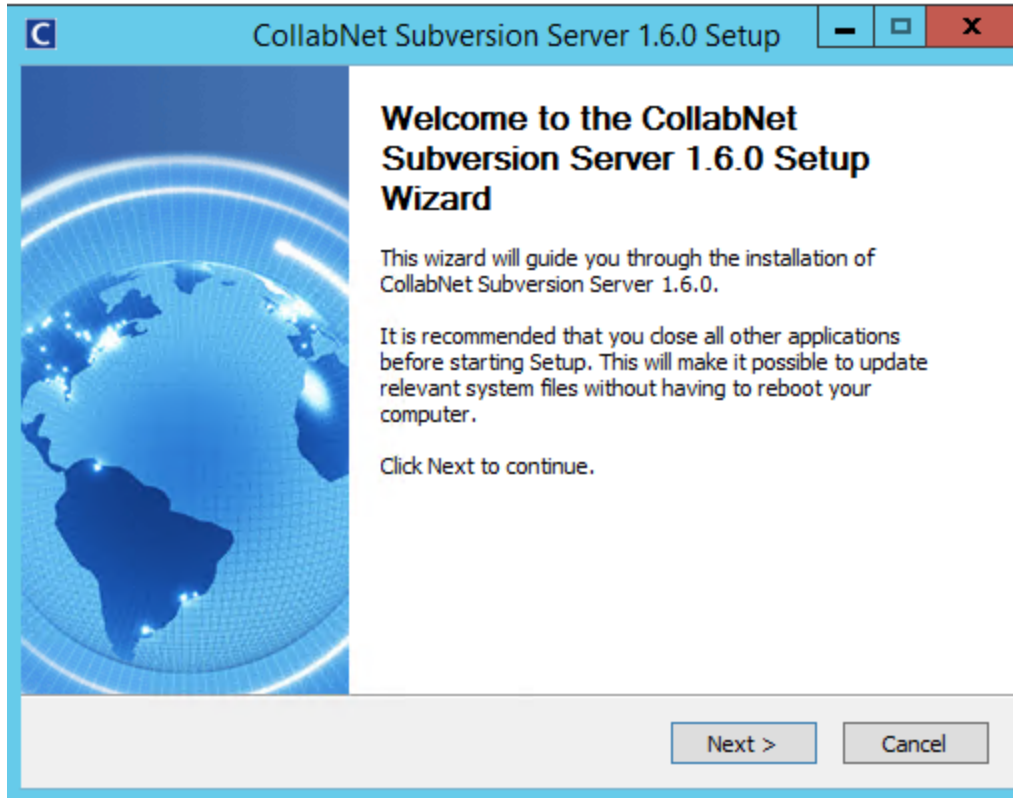 C
CollabNet Subversion Server 1.6.0 Setup
x
Welcome to the CollabNet
Subversion Server 1.6.0 Setup
Wizard
This wizard will guide you through the installation of
CollabNet Subversion Server 1.6.0.
It is recommended that you close all other applications
before starting Setup. This will make it possible to update
relevant system files without having to reboot your
computer.
Click Next to continue.
Next >
Cancel